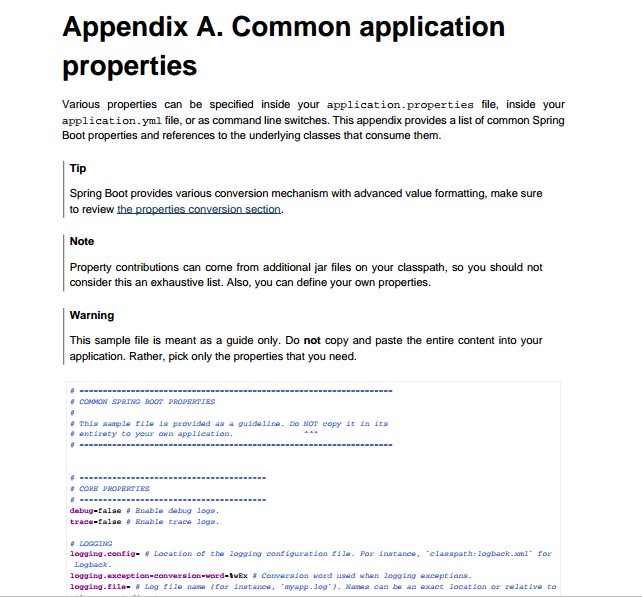 Appendix A. Common application
properties
Various properties can be specified inside your application.properties file, inside your
application.yml file, or as command line switches. This appendix provides a list of common Spring
Boot properties and references to the underlying classes that consume them.
Tip
Spring Boot provides various conversion mechanism with advanced value formatting, make sure
to review the properties conversion section.
Note
Property contributions can come from additional jar files on your classpath, so you should not
consider this an exhaustive list. Also, you can define your own properties.
Warning
This sample file is meant as a guide only. Do not copy and paste the entire content into your
application. Rather, pick only the properties that you need.
# ===================================================================
# COMMON SPRING BOOT PROPERTIES
#
# This sample file is provided as a guideline. Do NOT copy it in its
# entirety to your own application. ^^^
# ===================================================================
# ----------------------------------------
# CORE PROPERTIES
# ----------------------------------------
debug=false # Enable debug logs.
trace=false # Enable trace logs.
# LOGGING
logging.config= # Location of the logging configuration file. For instance, `classpath:logback.xml` for
Logback.
logging.exception-conversion-word=%wEx # Conversion word used when logging exceptions.
logging.file= # Log file name (for instance, `myapp.log`). Names can be an exact location or relative to